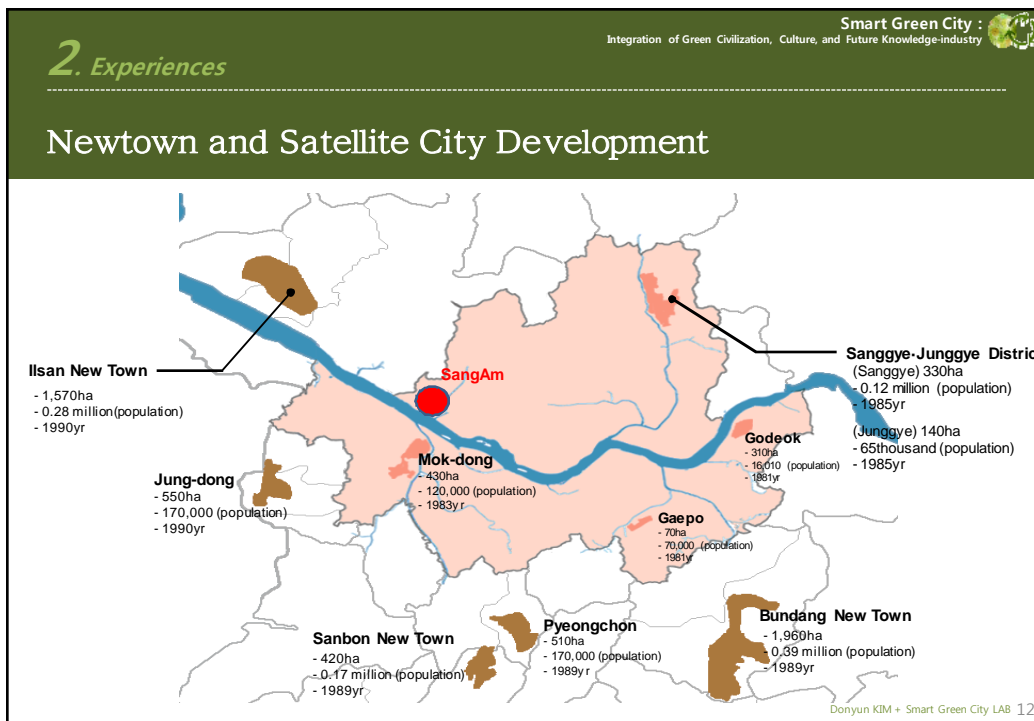 Smart Green City :
Integration of Green Civilization, Culture, and Future Knowledge-industry
2. Experiences
Newtown and Satellite City Development
Ilsan New Town
- 1,570ha
- 0.28 million(population)
- 1990yr
SangAm
Sanggye·Junggye Distric
(Sanggye) 330ha
- 0.12 million (population)
- 1985yr
(Junggye) 140ha
- 65thousand (population)
- 1985yr
Jung-dong
- 550ha
- 170,000 (population)
- 1990yr
Mok-dong
- 430ha
- 120,000 (population)
- 1983yr
Godeok
- 310ha
- 16,010 (population)
- 1981yr
Gaepo
- 70ha
- 70,000 (population)
- 1981yr
Sanbon New Town
- 420ha
- 0.17 million (population)
- 1989yr
Pyeongchon
- 510ha
- 170,000 (population)
- 1989yr
Bundang New Town
- 1,960ha
- 0.39 million (population)
- 1989yr
Donyun KIM + Smart Green City LAB 12